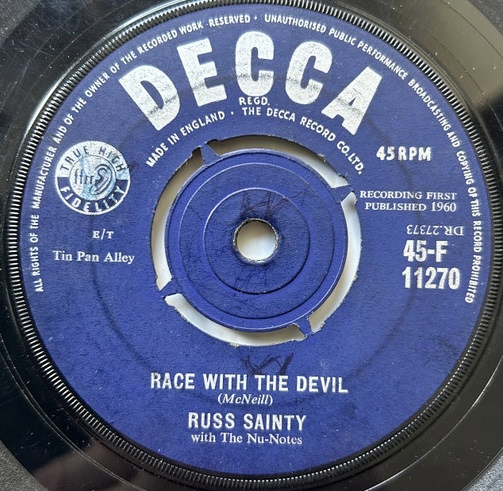 ALL RIGHTS OF THE MANUFACTURER AND OF THE OWNER OF THE RECORDED WORK RESERVED · UNAUTHORISED PUBLIC PERFORMANCE BROADCASTING AND COPYING OF THIS RECORD PROHIBITED
DECCA
REGD.
MADE IN ENGLAND · THE DECCA RECORD CO. LTD.
45 RPM
TRUE HIGH
ffrr
FIDELITY
RECORDING FIRST
PUBLISHED 1960
E/T
Tin Pan Alley
DR.27273
45-F
11270
RACE WITH THE DEVIL
(McNeill)
RUSS SAINTY
with The Nu-Notes